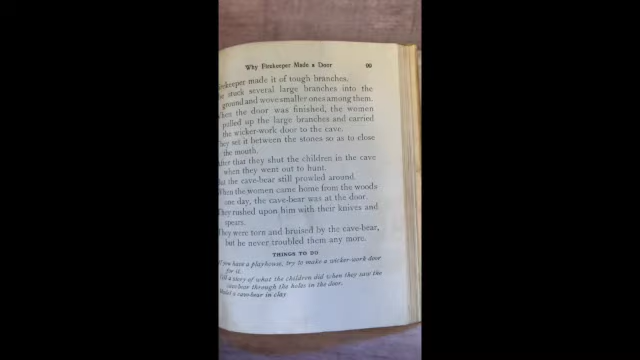 Why Firekeeper Made a Door 99
Firekeeper made it of tough branches.
He stuck several large branches into the
ground and wove smaller ones among them.
When the door was finished, the women
pulled up the large branches and carried
the wicker-work door to the cave.
They set it between the stones so as to close
the mouth.
After that they shut the children in the cave
when they went out to hunt.
But the cave-bear still prowled around.
When the women came home from the woods
one day, the cave-bear was at the door.
They rushed upon him with their knives and
spears.
They were torn and bruised by the cave-bear,
but he never troubled them any more.
THINGS TO DO
If you have a playhouse, try to make a wicker-work door
for it.
Tell a story of what the children did when they saw the
cave-bear through the holes in the door.
Model a cave-bear in clay